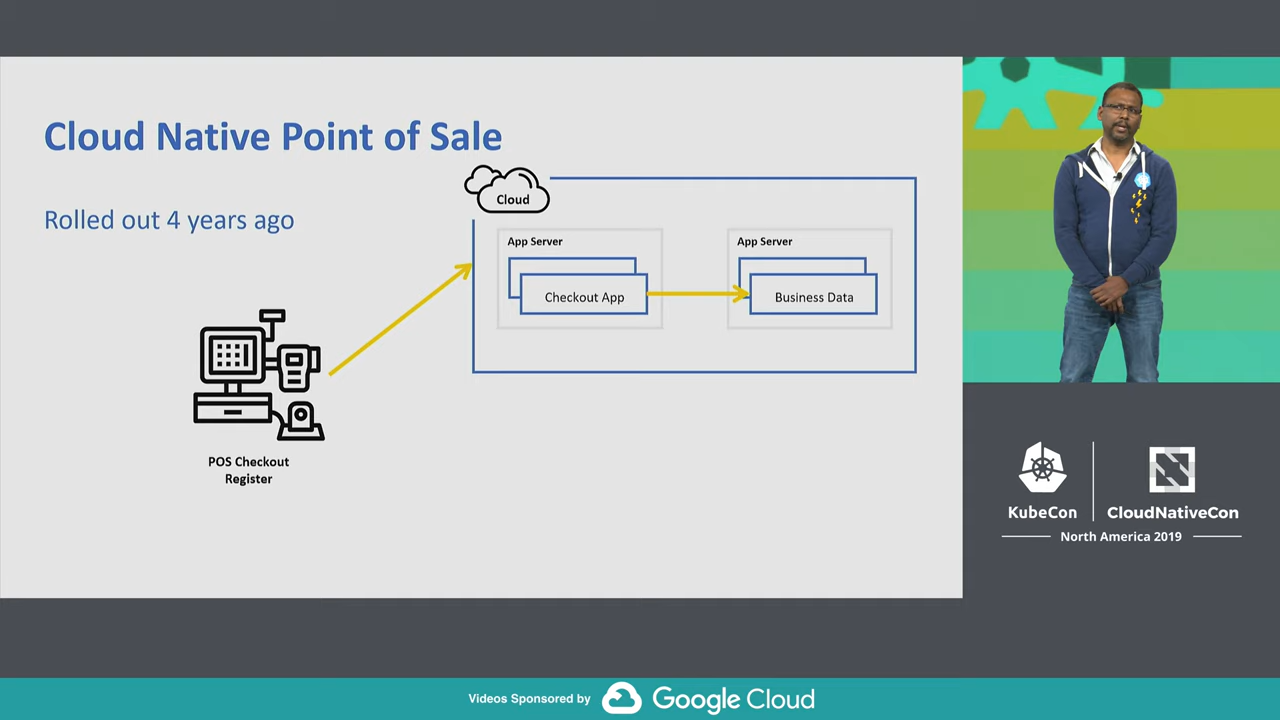 Cloud Native Point of Sale
Rolled out 4 years ago
Cloud
App Server
Checkout App
App Server
Business Data
POS Checkout
Register
KubeCon
CloudNativeCon
North America 2019
Videos Sponsored by
Google Cloud